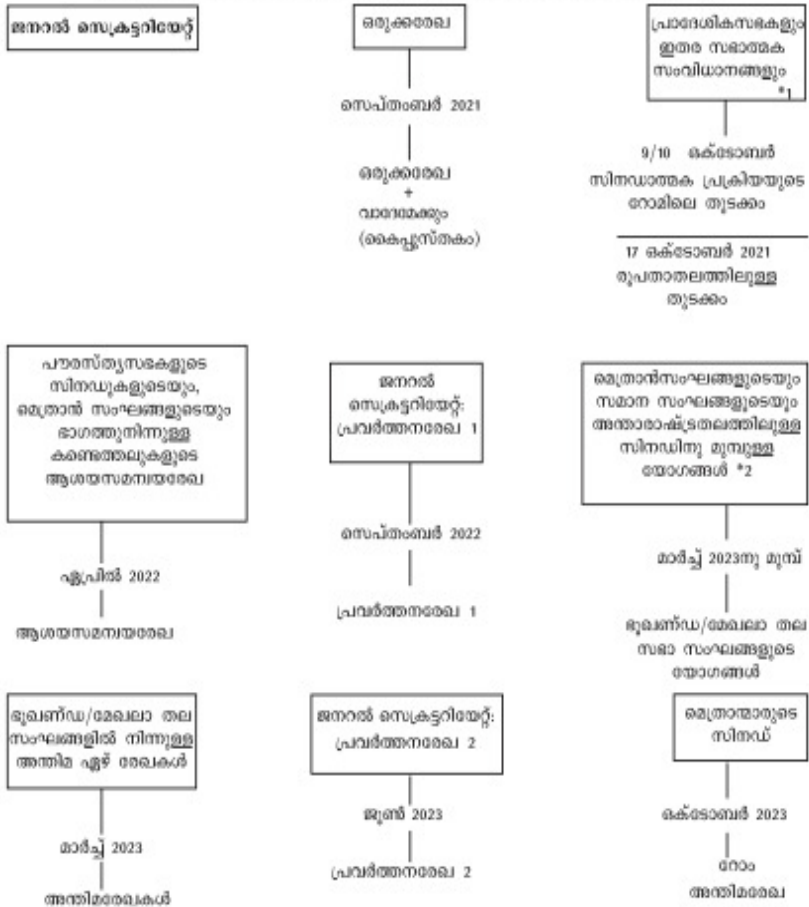 ജനറൽ സെക്രട്ടറിയേറ്റ്
ഒരുക്കരേഖ
സെപ്തംബർ 2021
ഒരുക്കരേഖ
+
വാദേമേക്കും
(കൈപ്പുസ്തകം)
പ്രാദേശികസഭകളും
ഇതര സഭാത്മക
സംവിധാനങ്ങളും
*1
9/10 ഒക്ടോബർ
സിനഡാത്മക പ്രക്രിയയുടെ
റോമിലെ തുടക്കം
17 ഒക്ടോബർ 2021
രൂപതാതലത്തിലുള്ള
തുടക്കം
പൗരസ്ത്യസഭകളുടെ
സിനഡുകളുടെയും,
മെത്രാൻ സംഘങ്ങളുടെയും
ഭാഗത്തുനിന്നുള്ള
കണ്ടെത്തലുകളുടെ
ആശയസമന്വയരേഖ
ഏപ്രിൽ 2022
ആശയസമന്വയരേഖ
ജനറൽ
സെക്രട്ടറിയേറ്റ്:
പ്രവർത്തനരേഖ 1
സെപ്തംബർ 2022
പ്രവർത്തനരേഖ 1
മെത്രാൻസംഘങ്ങളുടെയും
സമാന സംഘങ്ങളുടെയും
അന്താരാഷ്ട്രതലത്തിലുള്ള
സിനഡിനു മുമ്പുള്ള
യോഗങ്ങൾ *2
മാർച്ച് 2023നു മുമ്പ്
ഭൂഖണ്ഡ/മേഖലാ തല
സഭാ സംഘങ്ങളുടെ
യോഗങ്ങൾ
ഭൂഖണ്ഡ/മേഖലാ തല
സംഘങ്ങളിൽ നിന്നുള്ള
അന്തിമ ഏഴ് രേഖകൾ
മാർച്ച് 2023
അന്തിമരേഖകൾ
ജനറൽ സെക്രട്ടറിയേറ്റ്:
പ്രവർത്തനരേഖ 2
ജൂൺ 2023
പ്രവർത്തനരേഖ 2
മെത്രാന്മാരുടെ
സിനഡ്
ഒക്ടോബർ 2023
റോം
അന്തിമരേഖ